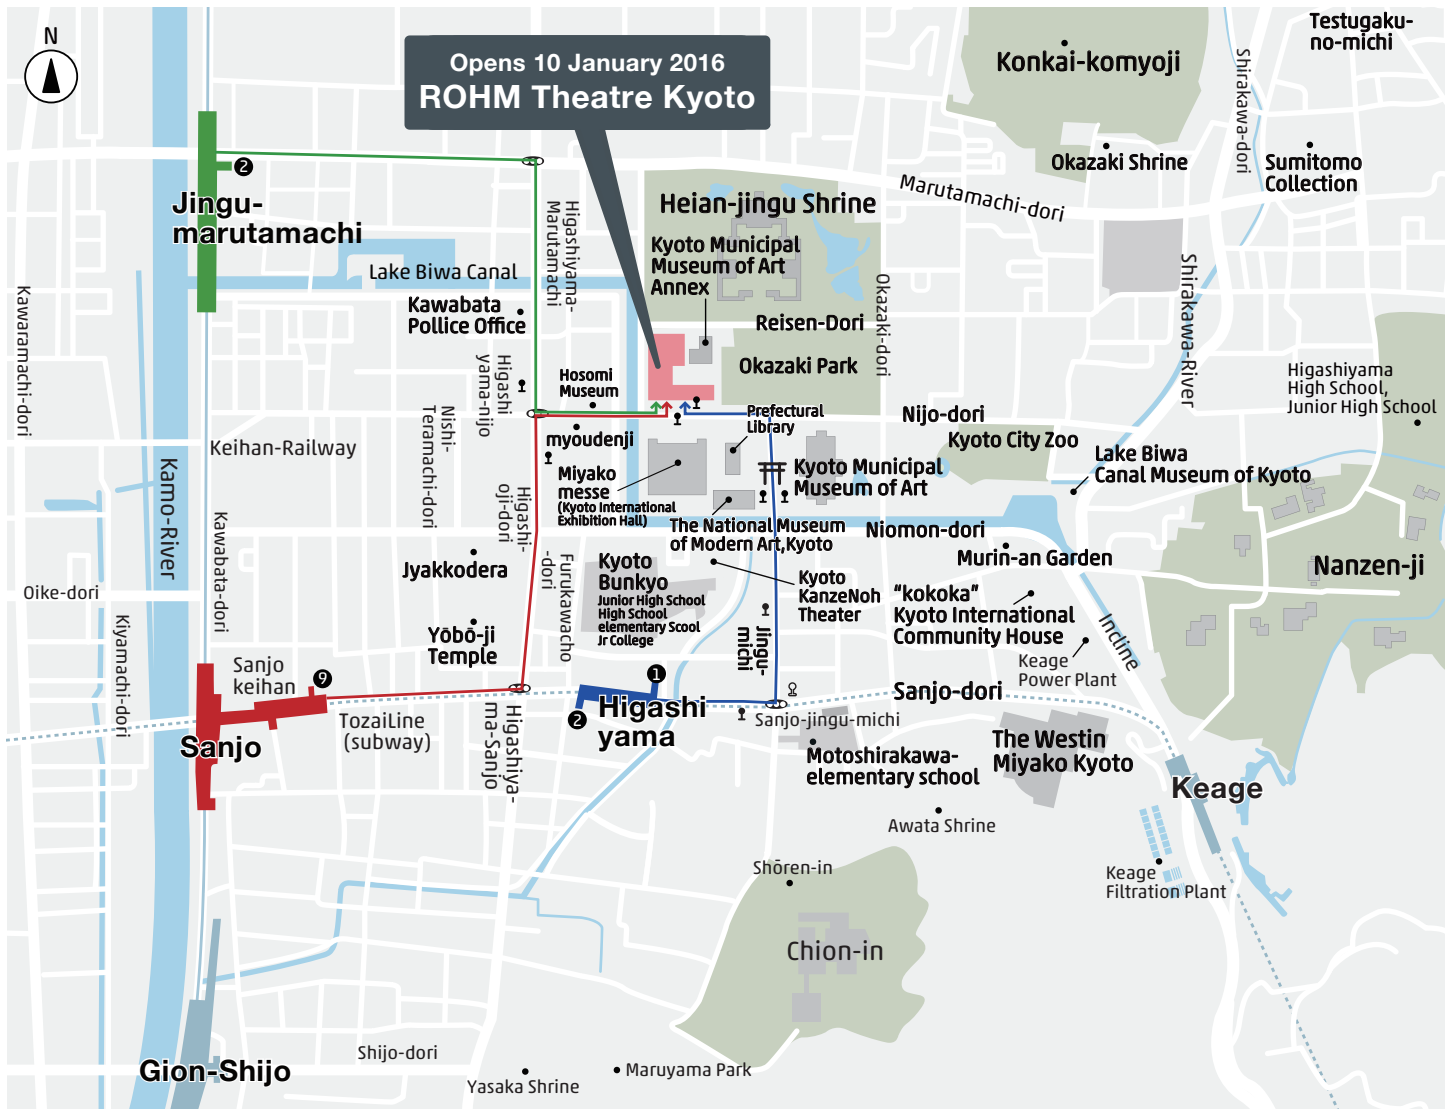 N
Opens 10 January 2016
ROHM Theatre Kyoto
Testugaku-
no-michi
Konkai-komyoji
Shirakawa-dori
Okazaki Shrine
Sumitomo
Collection
Marutamachi-dori
2
Jingu-
marutamachi
Higashiyama-
Marutamachi
Heian-jingu Shrine
Kyoto Municipal
Museum of Art
Annex
Lake Biwa Canal
Kawabata
Pollice Office
Kawaramachi-dori
Okazaki-dori
Reisen-Dori
Okazaki Park
Shirakawa-River
Higashiyama
High School,
Junior High School
Higashi
yama-nijo
Hosomi
Museum
Nishi-
Teramachi-dori
Prefectural
Library
Nijo-dori
Kyoto City Zoo
Keihan-Railway
myoudenji
Miyako
messe
(Kyoto International
Exhibition Hall)
Kyoto Municipal
Museum of Art
Lake Biwa
Canal Museum of Kyoto
Kamo-River
Kawabata-dori
Higashi-
oji-dori
The National Museum
of Modern Art,Kyoto
Niomon-dori
Murin-an Garden
Nanzen-ji
Jyakkodera
Furukawacho
-dori
Kyoto
Bunkyo
Junior High School
High School
elementary Scool
Jr College
Kyoto
KanzeNoh
Theater
"kokoka"
Kyoto International
Community House
Oike-dori
Kiyamachi-dori
Yōbō-ji
Temple
Jingu-
michi
Incline
Keage
Power Plant
Sanjo
keihan
9
1
2
Higashi
yama
Sanjo-dori
Sanjo-jingu-michi
Sanjo
TozaiLine
(subway)
Higashiya-
ma-Sanjo
Motoshirakawa-
elementary school
The Westin
Miyako Kyoto
Keage
Awata Shrine
Shōren-in
Keage
Filtration Plant
Chion-in
Shijo-dori
Gion-Shijo
Yasaka Shrine
Maruyama Park